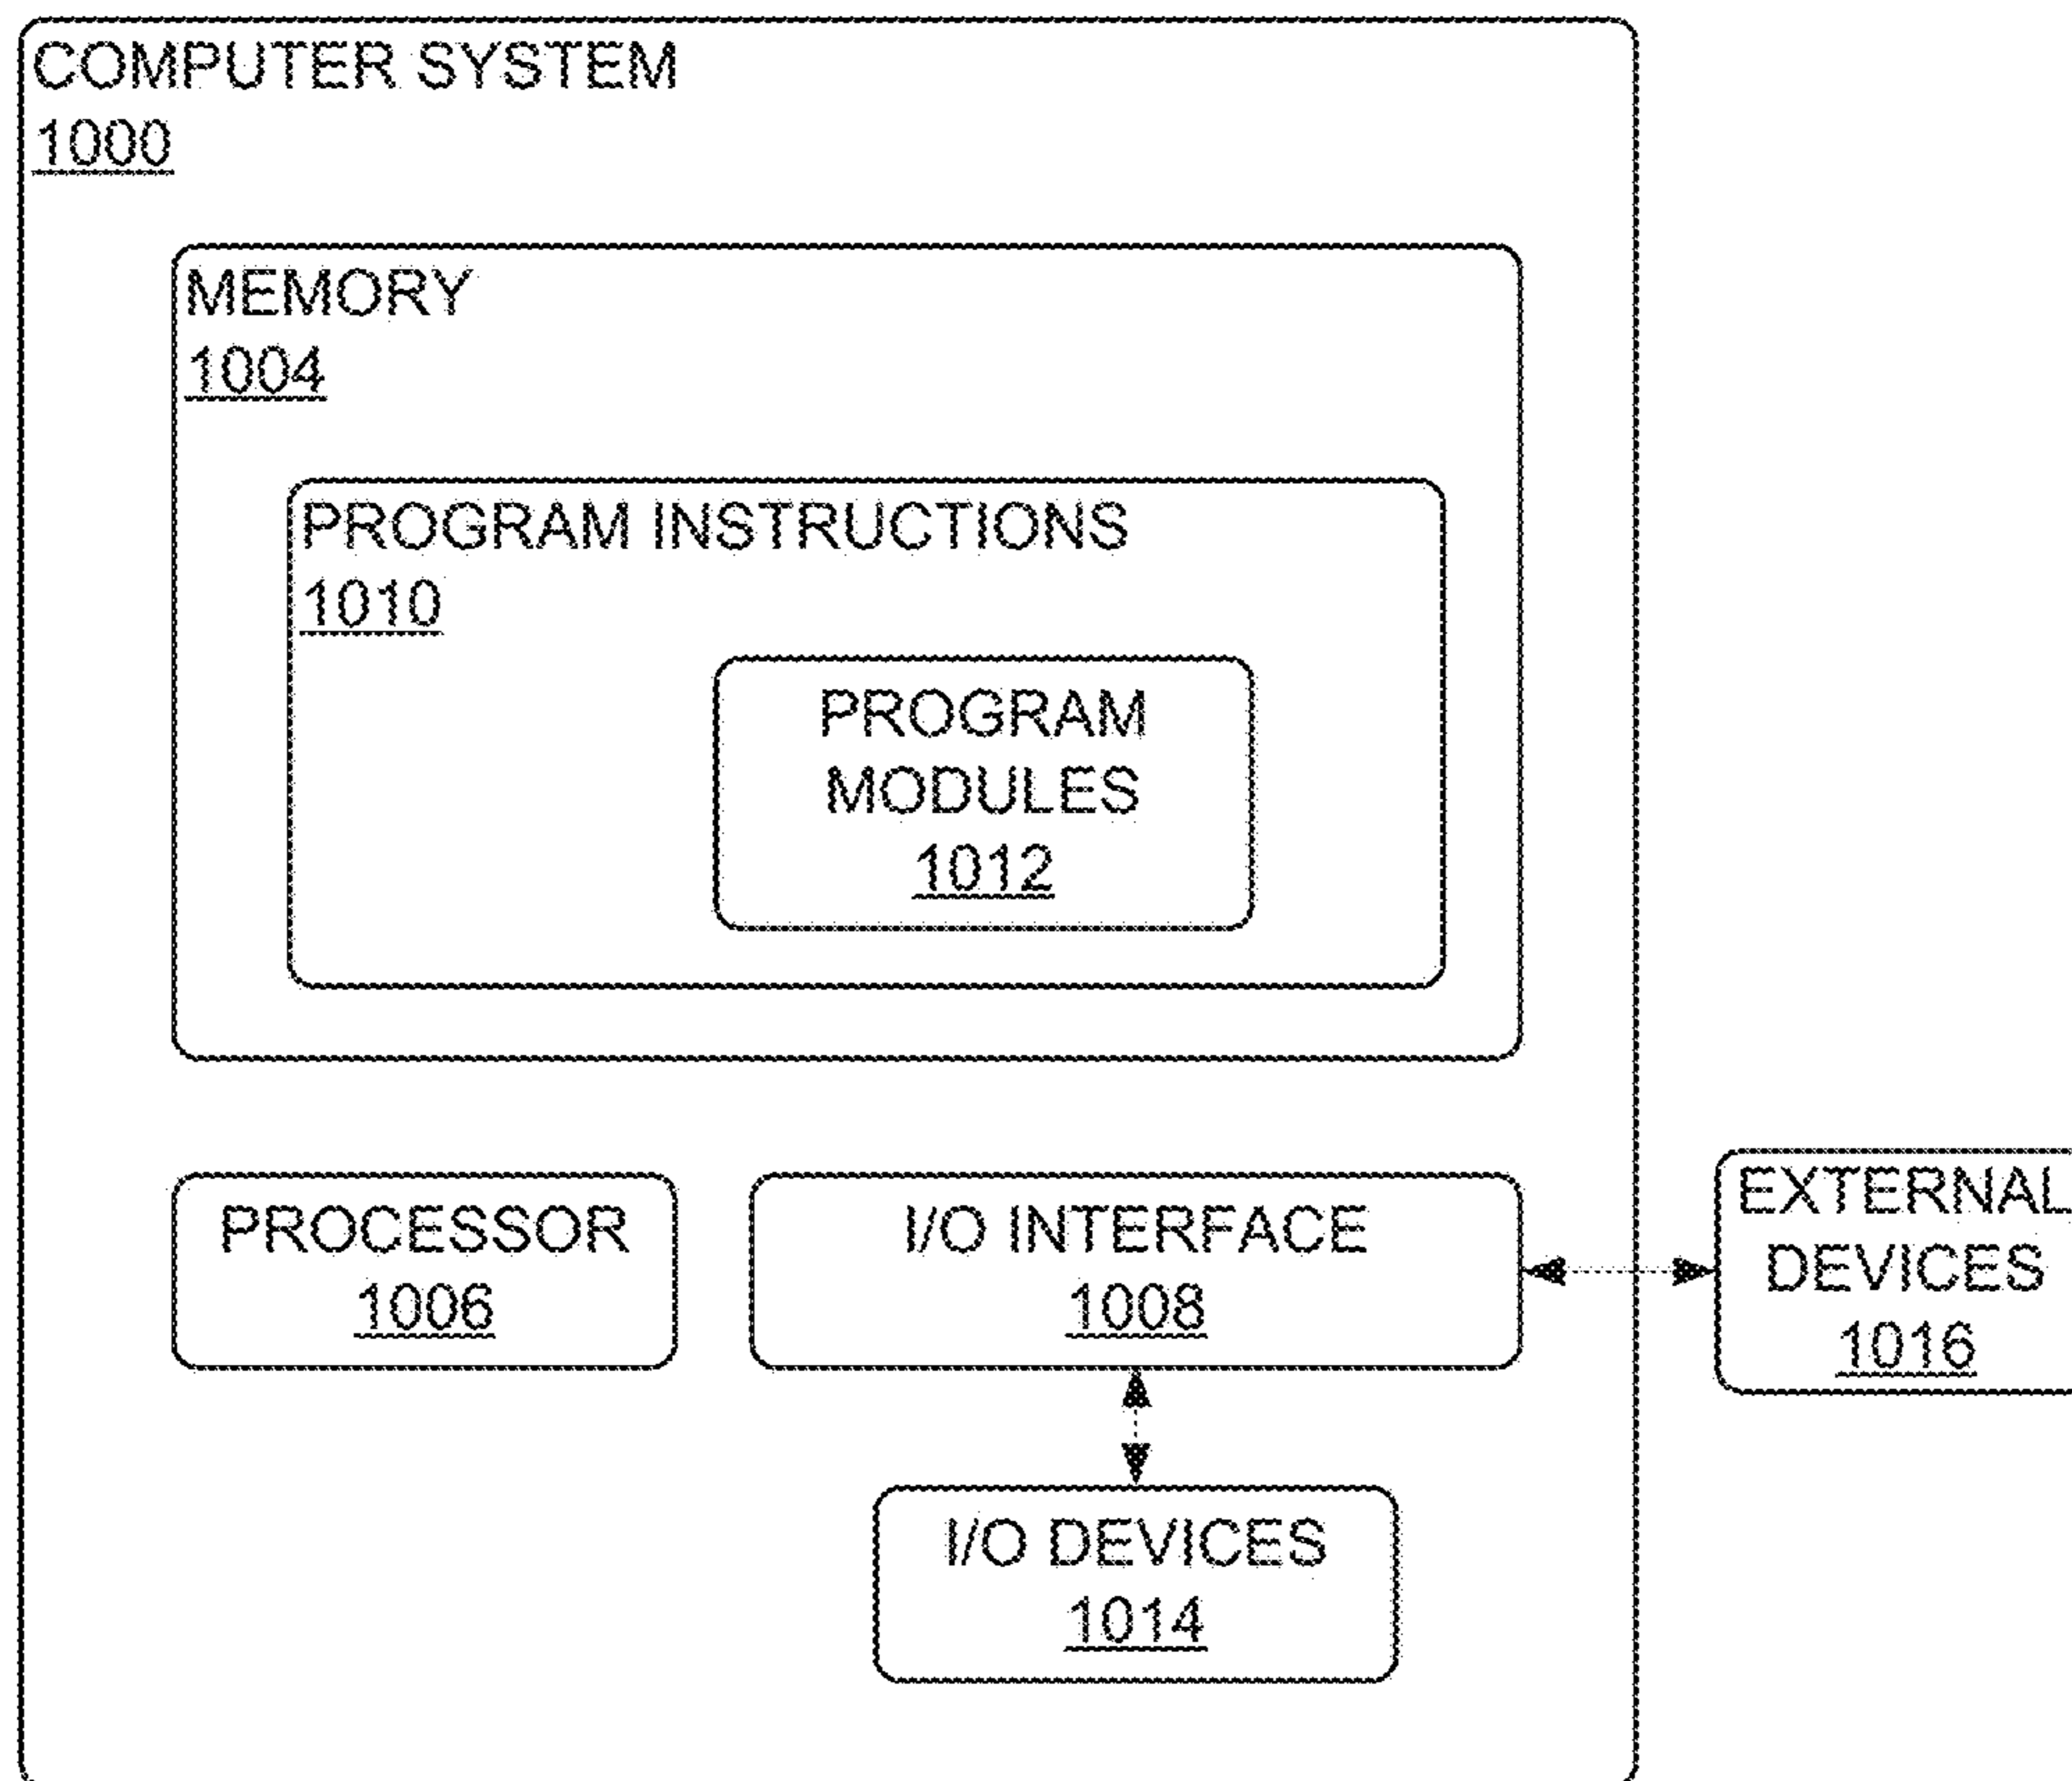 COMPUTER SYSTEM
1000
MEMORY
1004
PROGRAM INSTRUCTIONS
1010
PROGRAM
MODULES
1012
PROCESSOR
1006
I/O INTERFACE
1008
EXTERNAL
DEVICES
1016
I/O DEVICES
1014